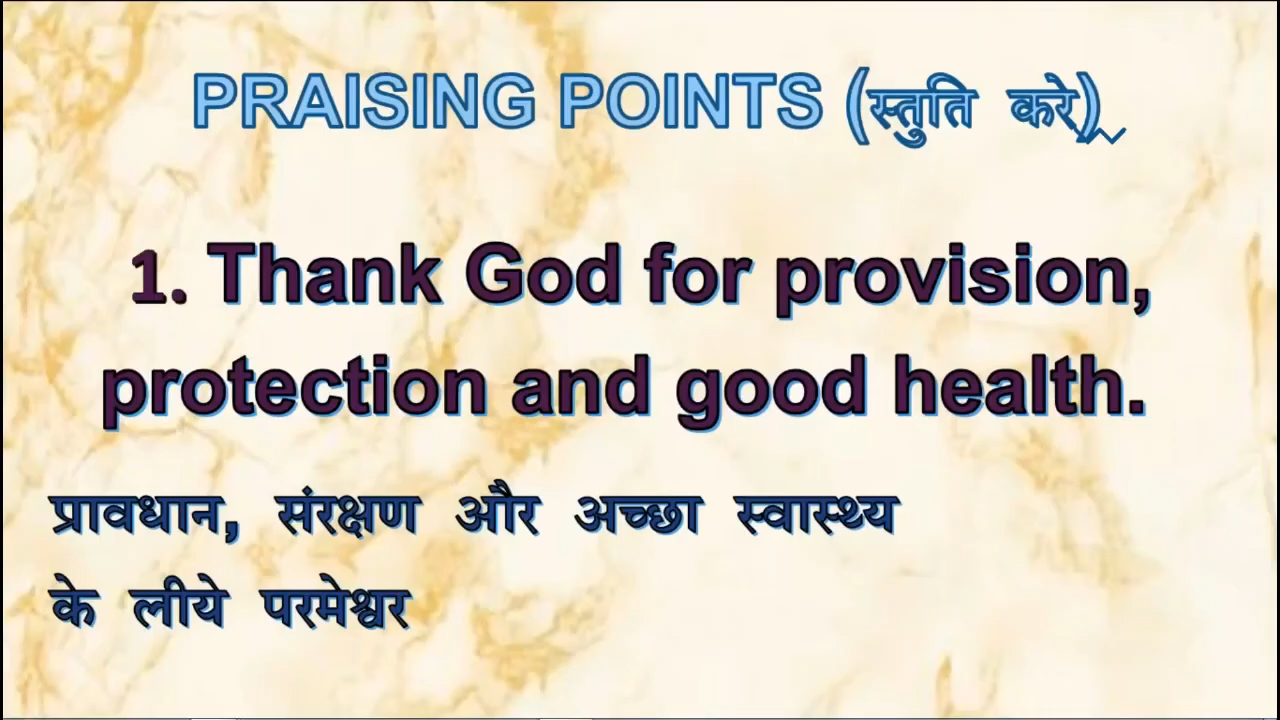 PRAISING POINTS (स्तुति करे)
1. Thank God for provision,
protection and good health.
प्रावधान, संरक्षण और अच्छा स्वास्थ्य
के लीये परमेश्वर